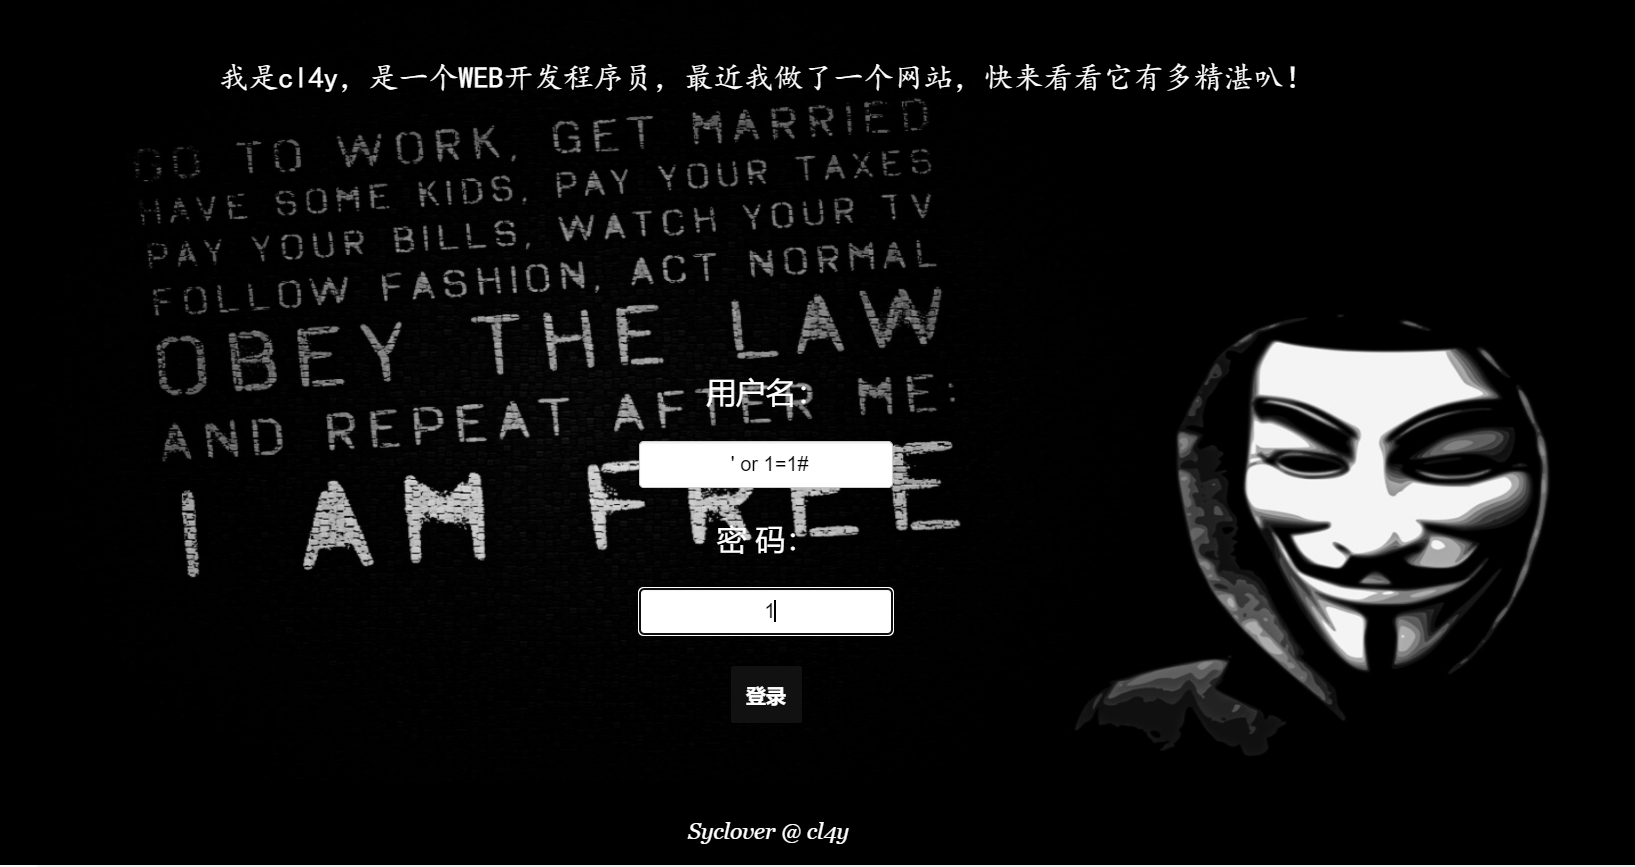 我是cl4y，是一个WEB开发程序员，最近我做了一个网站，快来看看它有多精湛叭！
GO TO WORK, GET MARRIED
HAVE SOME KIDS, PAY YOUR TAXES
PAY YOUR BILLS, WATCH YOUR TV
FOLLOW FASHION, ACT NORMAL
OBEY THE LAW
AND REPEAT AFTER ME:
I AM FREE
用户名：
' or 1=1#
密 码：
1
登录
Syclover @ cl4y